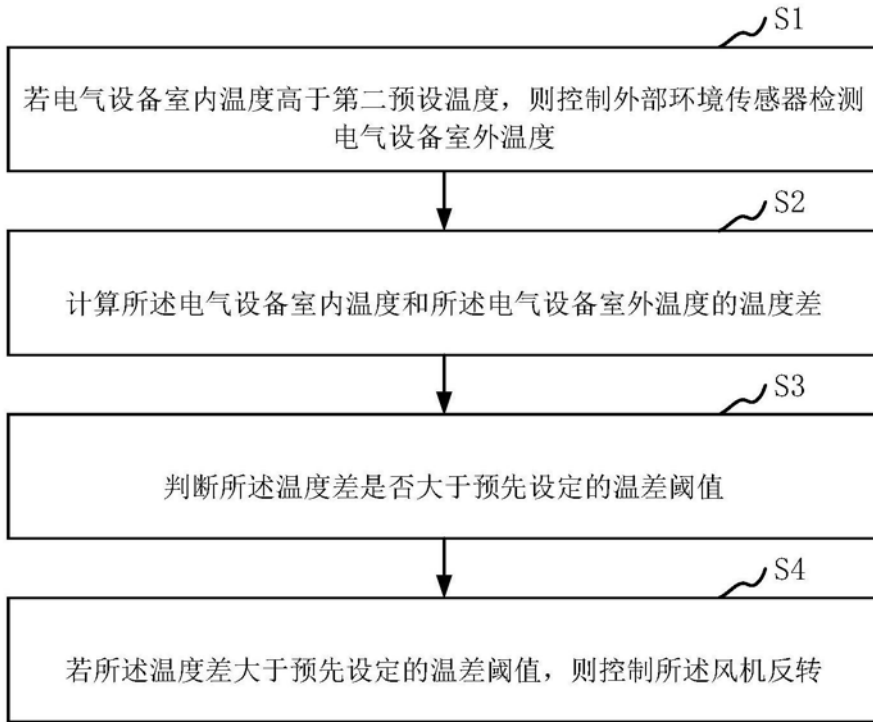 S1
若电气设备室内温度高于第二预设温度，则控制外部环境传感器检测
电气设备室外温度
S2
计算所述电气设备室内温度和所述电气设备室外温度的温度差
S3
判断所述温度差是否大于预先设定的温差阈值
S4
若所述温度差大于预先设定的温差阈值，则控制所述风机反转